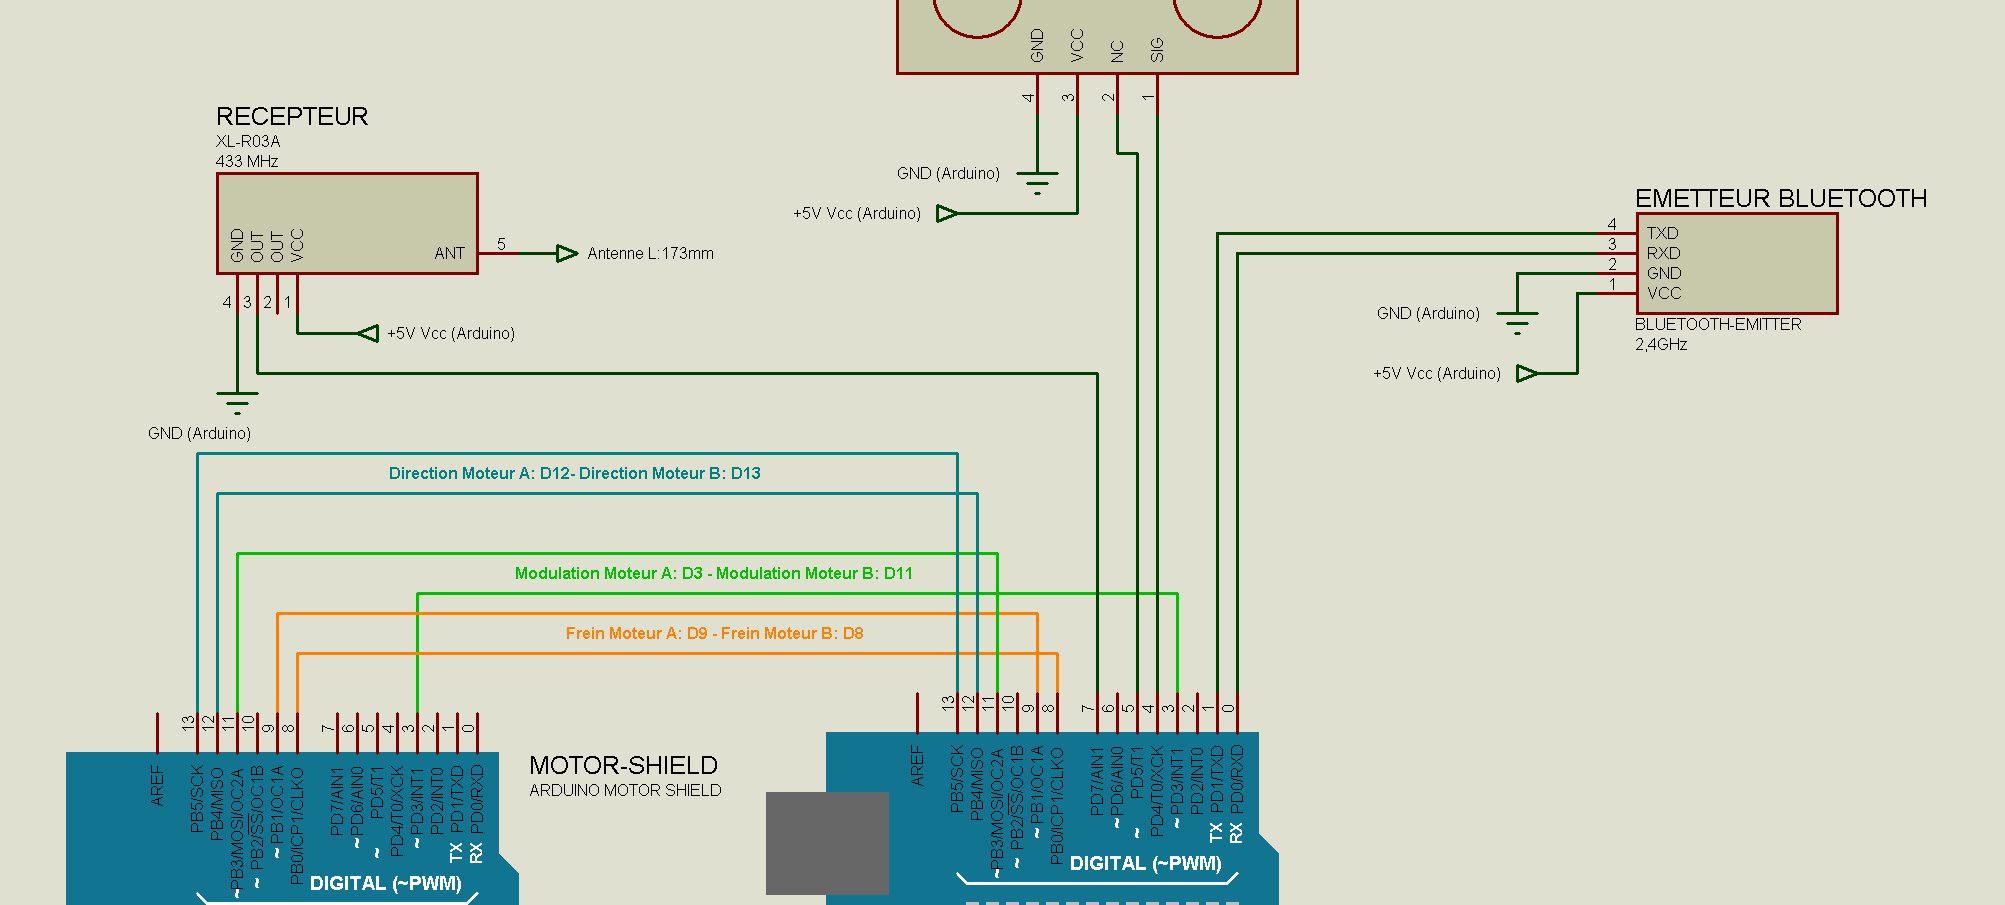 GND
VCC
NC
SIG
4
3
2
1
GND (Arduino)
+5V Vcc (Arduino)
RECEPTEUR
XL-R03A
433 MHz
GND
OUT
OUT
VCC
ANT
5
Antenne L:173mm
4
3
2
1
+5V Vcc (Arduino)
GND (Arduino)
EMETTEUR BLUETOOTH
4
TXD
3
RXD
2
GND
1
VCC
BLUETOOTH-EMITTER
2,4GHz
GND (Arduino)
+5V Vcc (Arduino)
Direction Moteur A: D12- Direction Moteur B: D13
Modulation Moteur A: D3 - Modulation Moteur B: D11
Frein Moteur A: D9 - Frein Moteur B: D8
13
12
11
10
9
8
7
6
5
4
3
2
1
0
AREF
PB5/SCK
PB4/MISO
~PB3/MOSI/OC2A
~ PB2/SS/OC1B
~ PB1/OC1A
PB0/ICP1/CLKO
PD7/AIN1
~ PD6/AIN0
~ PD5/T1
PD4/T0/XCK
~ PD3/INT1
PD2/INT0
TX PD1/TXD
RX PD0/RXD
DIGITAL (~PWM)
MOTOR-SHIELD
ARDUINO MOTOR SHIELD
13
12
11
10
9
8
7
6
5
4
3
2
1
0
AREF
PB5/SCK
PB4/MISO
~PB3/MOSI/OC2A
~ PB2/SS/OC1B
~ PB1/OC1A
PB0/ICP1/CLKO
PD7/AIN1
~ PD6/AIN0
~ PD5/T1
PD4/T0/XCK
~ PD3/INT1
PD2/INT0
TX PD1/TXD
RX PD0/RXD
DIGITAL (~PWM)